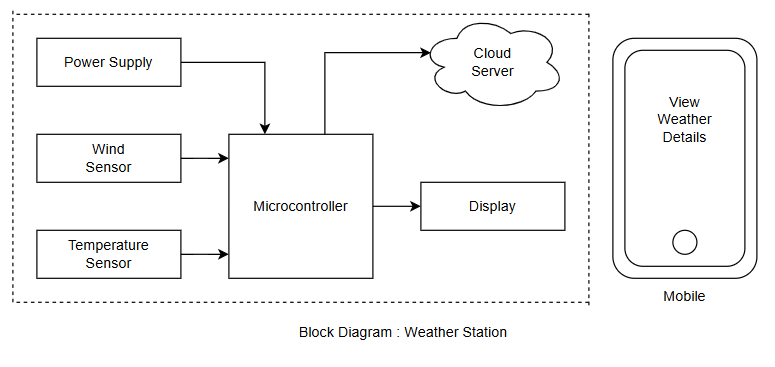 Power Supply
Cloud
Server
View
Weather
Details
Wind
Sensor
Microcontroller
Display
Temperature
Sensor
Mobile
Block Diagram : Weather Station